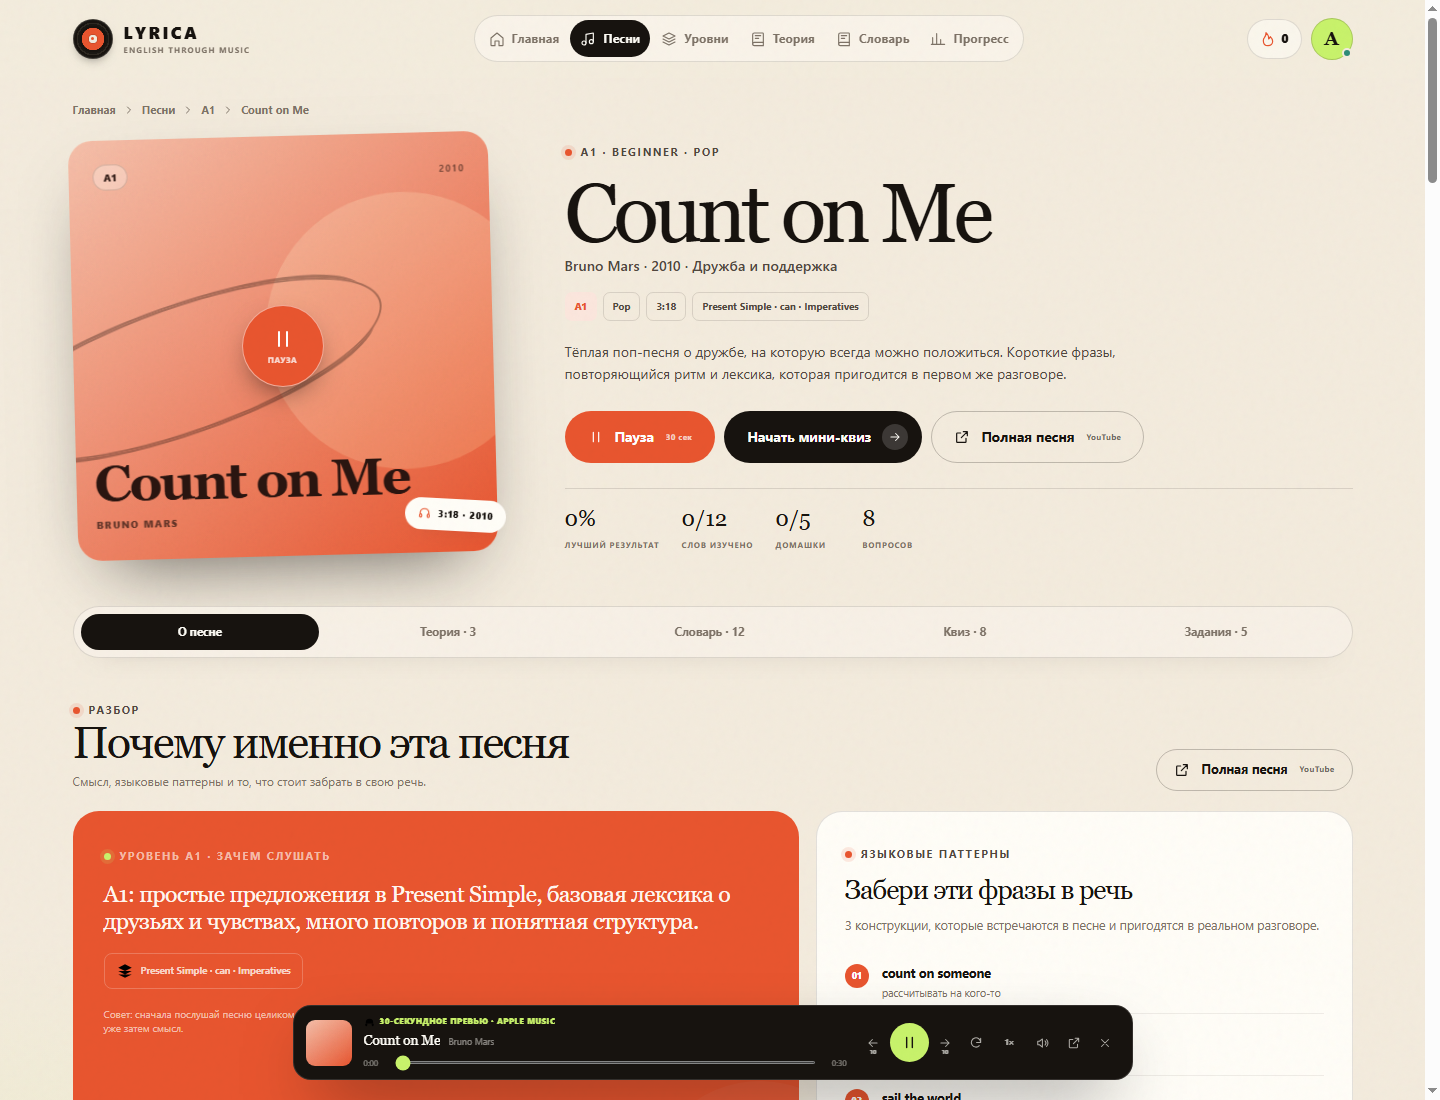 LYRICA
ENGLISH THROUGH MUSIC
Главная
Песни
Уровни
Теория
Словарь
Прогресс
0
A
Главная > Песни > A1 > Count on Me
A1
2010
ПАУЗА
Count on Me
BRUNO MARS
3:18 · 2010
A1 · BEGINNER · POP
Count on Me
Bruno Mars · 2010 · Дружба и поддержка
A1
Pop
3:18
Present Simple · can · Imperatives
Тёплая поп-песня о дружбе, на которую всегда можно положиться. Короткие фразы,
повторяющийся ритм и лексика, которая пригодится в первом же разговоре.
Пауза 30 сек
Начать мини-квиз
Полная песня YouTube
0%
ЛУЧШИЙ РЕЗУЛЬТАТ
0/12
СЛОВ ИЗУЧЕНО
0/5
ДОМАШКИ
8
ВОПРОСОВ
О песне
Теория · 3
Словарь · 12
Квиз · 8
Задания · 5
РАЗБОР
Почему именно эта песня
Смысл, языковые паттерны и то, что стоит забрать в свою речь.
Полная песня YouTube
УРОВЕНЬ A1 · ЗАЧЕМ СЛУШАТЬ
A1: простые предложения в Present Simple, базовая лексика о
друзьях и чувствах, много повторов и понятная структура.
Present Simple · can · Imperatives
Совет: сначала послушай песню целиком
уже затем смысл.
ЯЗЫКОВЫЕ ПАТТЕРНЫ
Забери эти фразы в речь
3 конструкции, которые встречаются в песне и пригодятся в реальном разговоре.
01
count on someone
рассчитывать на кого-то
sail the world
30-СЕКУНДНОЕ ПРЕВЬЮ · APPLE MUSIC
Count on Me Bruno Mars
0:00
0:30
10
10
1x